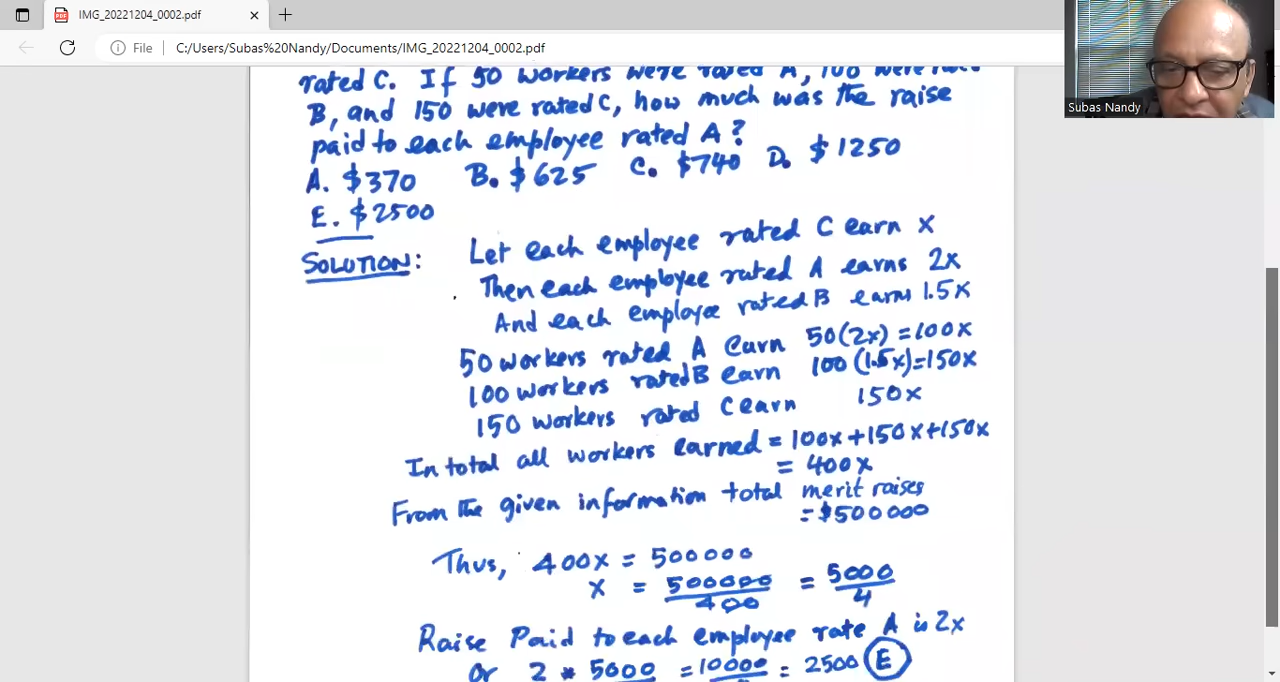 IMG_20221204_0002.pdf
File
C:/Users/Subas%20Nandy/Documents/IMG_20221204_0002.pdf
Subas Nandy
rated C. If 50 workers were rated A, 100 were
B, and 150 were rated C, how much was the raise
paid to each employee rated A?
A. $370 B. $625 C. $740 D. $1250
E. $2500
SOLUTION: Let each employee rated C earn x
Then each employee rated A earns 2x
And each employee rated B earns 1.5x
50 workers rated A earn 50(2x) = 100x
100 workers rated B earn 100(1.5x)=150x
150 workers rated C earn 150x
In total all workers earned = 100x+150x+150x
= 400x
From the given information total merit raises
= $500000
Thus, 400x = 500000
x = 500000/400 = 5000/4
Raise Paid to each employee rate A is 2x
Or 2 * 5000 = 10000 = 2500 E